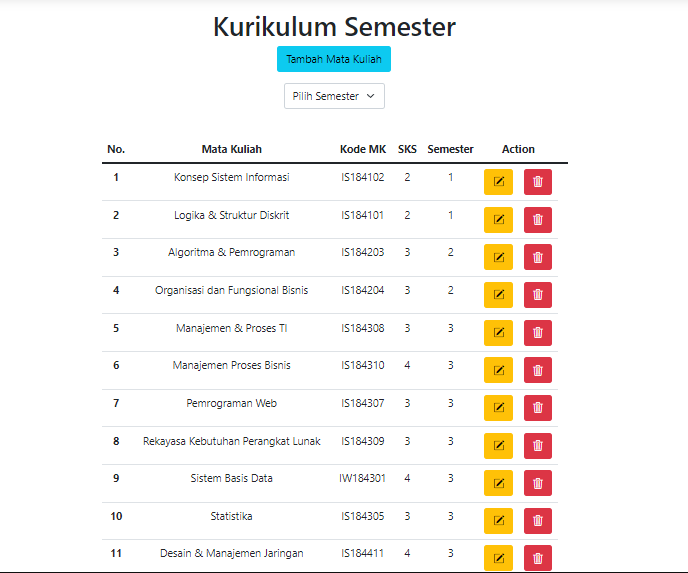 Kurikulum Semester
Tambah Mata Kuliah
Pilih Semester
No. Mata Kuliah Kode MK SKS Semester Action
1 Konsep Sistem Informasi IS184102 2 1
2 Logika & Struktur Diskrit IS184101 2 1
3 Algoritma & Pemrograman IS184203 3 2
4 Organisasi dan Fungsional Bisnis IS184204 3 2
5 Manajemen & Proses TI IS184308 3 3
6 Manajemen Proses Bisnis IS184310 4 3
7 Pemrograman Web IS184307 3 3
8 Rekayasa Kebutuhan Perangkat Lunak IS184309 3 3
9 Sistem Basis Data IW184301 4 3
10 Statistika IS184305 3 3
11 Desain & Manajemen Jaringan IS184411 4 3